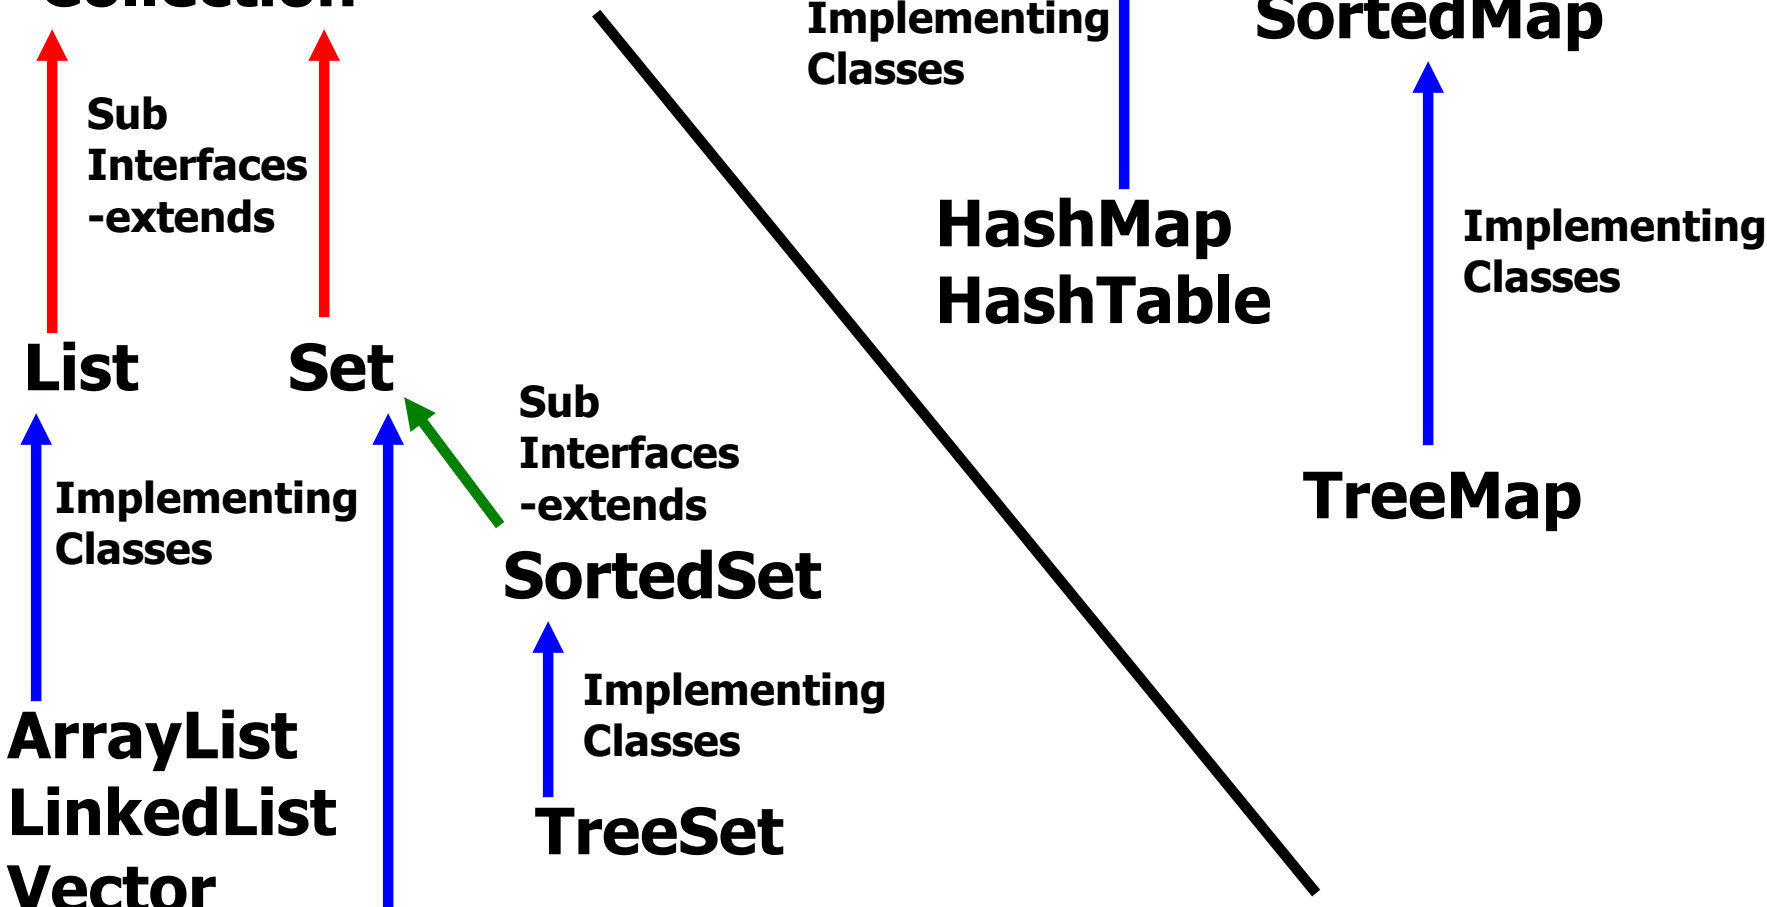 Collection
Sub
Interfaces
-extends
List
Set
Implementing
Classes
ArrayList
LinkedList
Vector
Sub
Interfaces
-extends
SortedSet
Implementing
Classes
TreeSet
Implementing
Classes
HashMap
HashTable
SortedMap
Implementing
Classes
TreeMap